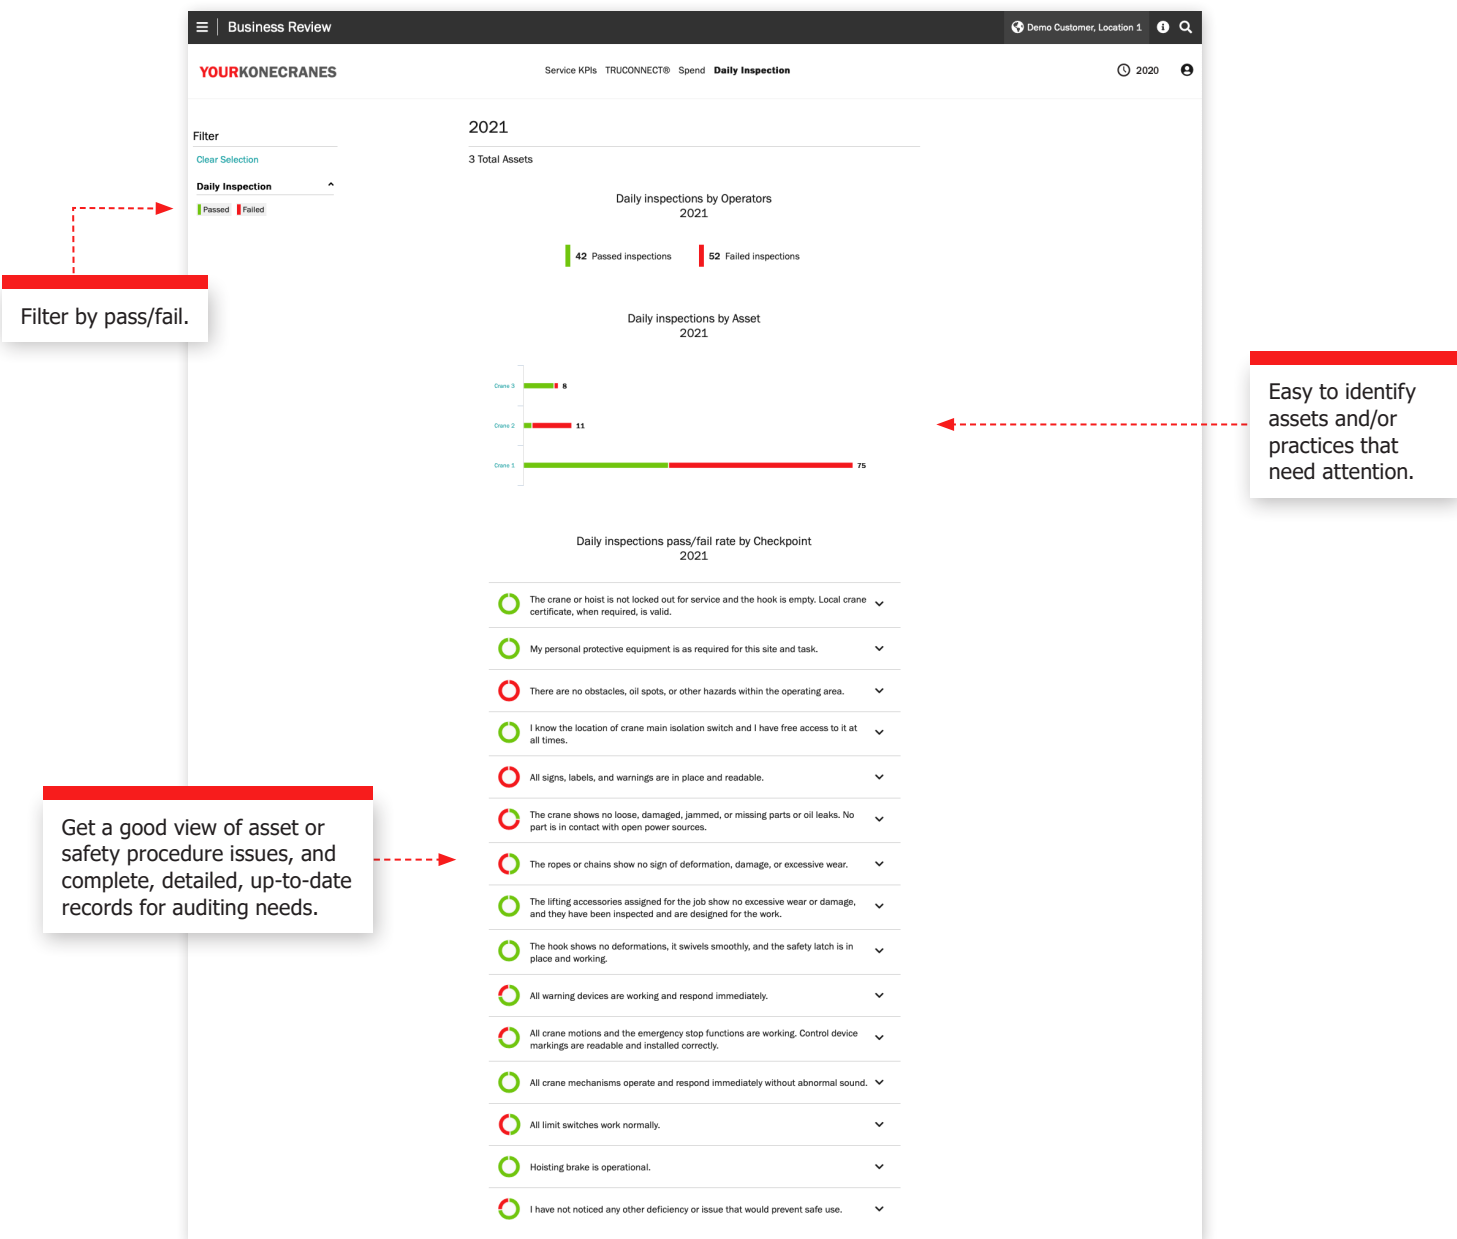 Business Review
Demo Customer, Location 1
YOURKONECRANES
Service KPIs TRUCONNECT® Spend Daily Inspection
2020
Filter
Clear Selection
Daily Inspection
Passed Failed
Filter by pass/fail.
2021
3 Total Assets
Daily inspections by Operators
2021
42 Passed inspections 52 Failed inspections
Daily inspections by Asset
2021
Crane 3 8
Crane 2 11
Crane 1 75
Easy to identify
assets and/or
practices that
need attention.
Daily inspections pass/fail rate by Checkpoint
2021
The crane or hoist is not locked out for service and the hook is empty. Local crane
certificate, when required, is valid.
My personal protective equipment is as required for this site and task.
There are no obstacles, oil spots, or other hazards within the operating area.
I know the location of crane main isolation switch and I have free access to it at
all times.
All signs, labels, and warnings are in place and readable.
The crane shows no loose, damaged, jammed, or missing parts or oil leaks. No
part is in contact with open power sources.
The ropes or chains show no sign of deformation, damage, or excessive wear.
The lifting accessories assigned for the job show no excessive wear or damage,
and they have been inspected and are designed for the work.
The hook shows no deformations, it swivels smoothly, and the safety latch is in
place and working.
All warning devices are working and respond immediately.
All crane motions and the emergency stop functions are working. Control device
markings are readable and installed correctly.
All crane mechanisms operate and respond immediately without abnormal sound.
All limit switches work normally.
Hoisting brake is operational.
I have not noticed any other deficiency or issue that would prevent safe use.
Get a good view of asset or
safety procedure issues, and
complete, detailed, up-to-date
records for auditing needs.